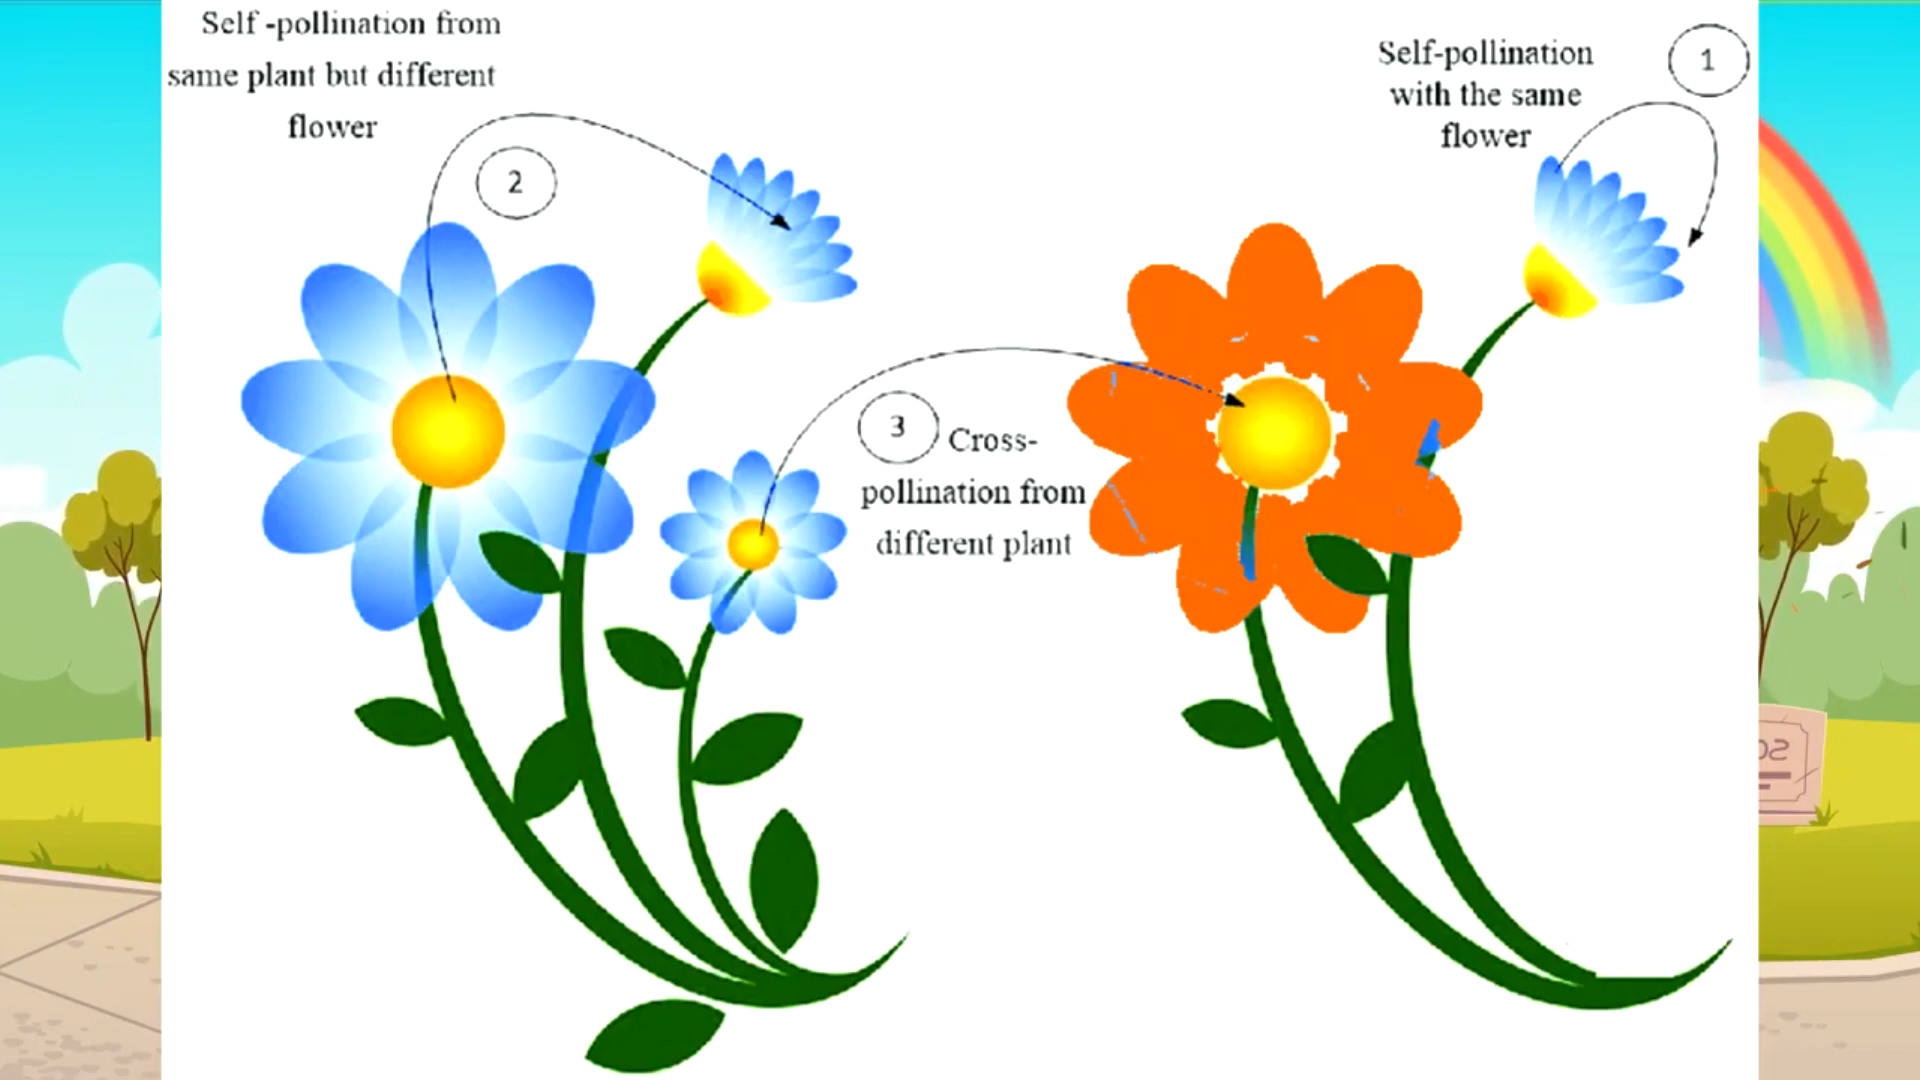 Self -pollination from
same plant but different
flower
2
Self-pollination
with the same
flower
1
3
Cross-
pollination from
different plant